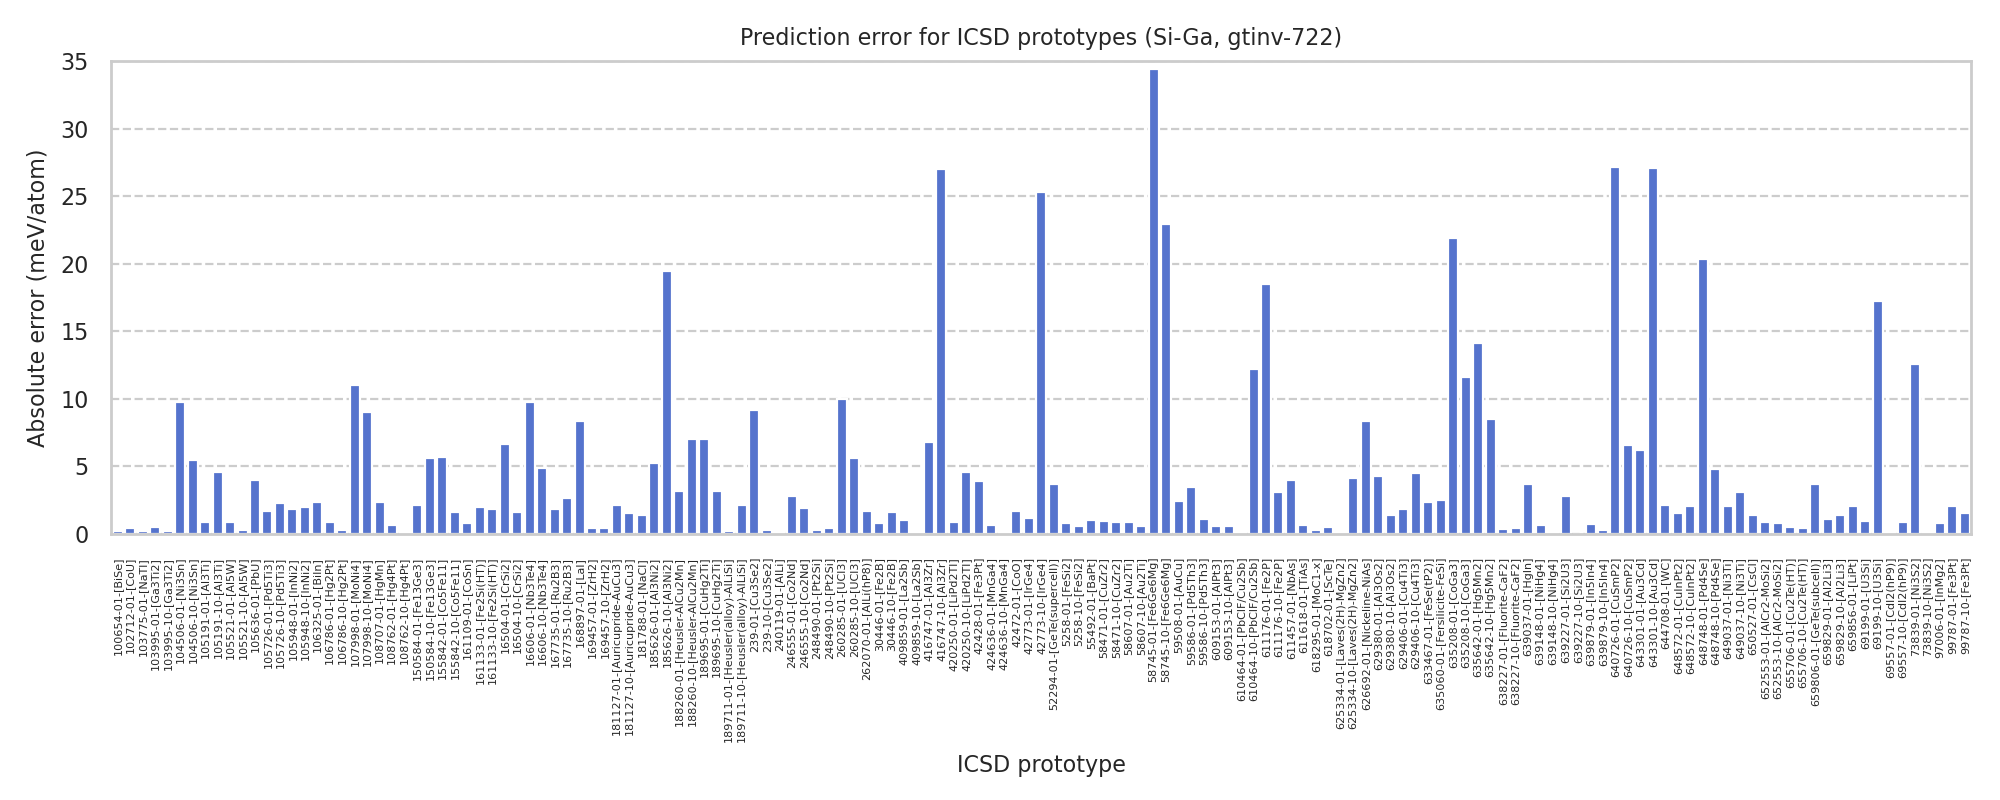 Prediction error for ICSD prototypes (Si-Ga, gtinv-722)
Absolute error (meV/atom)
35
30
25
20
15
10
5
0
100654-01-[BiSe]
102712-01-[CoU]
103775-01-[NaTl]
103995-01-[Ga3Ti2]
103995-10-[Ga3Ti2]
104506-01-[Ni3Sn]
104506-10-[Ni3Sn]
105191-01-[Al3Ti]
105191-10-[Al3Ti]
105521-01-[Al5W]
105521-10-[Al5W]
105636-01-[PbU]
105726-01-[Pd5Ti3]
105726-10-[Pd5Ti3]
105948-01-[InNi2]
105948-10-[InNi2]
106325-01-[BiIn]
106786-01-[Hg2Pt]
106786-10-[Hg2Pt]
107998-01-[MoNi4]
107998-10-[MoNi4]
108707-01-[HgMn]
108762-01-[Hg4Pt]
108762-10-[Hg4Pt]
150584-01-[Fe13Ge3]
150584-10-[Fe13Ge3]
155842-01-[Co5Fe11]
155842-10-[Co5Fe11]
161109-01-[CoSn]
161133-01-[Fe2Si(HT)]
161133-10-[Fe2Si(HT)]
16504-01-[CrSi2]
16504-10-[CrSi2]
16606-01-[Nb3Te4]
16606-10-[Nb3Te4]
167735-01-[Ru2B3]
167735-10-[Ru2B3]
168897-01-[LaI]
169457-01-[ZrH2]
169457-10-[ZrH2]
181127-01-[Auricupride-AuCu3]
181127-10-[Auricupride-AuCu3]
181788-01-[NaCl]
185626-01-[Al3Ni2]
185626-10-[Al3Ni2]
188260-01-[Heusler-AlCu2Mn]
188260-10-[Heusler-AlCu2Mn]
189695-01-[CuHg2Ti]
189695-10-[CuHg2Ti]
189711-01-[Heusler(alloy)-AlLiSi]
189711-10-[Heusler(alloy)-AlLiSi]
239-01-[Cu3Se2]
239-10-[Cu3Se2]
240119-01-[AlLi]
246555-01-[Co2Nd]
246555-10-[Co2Nd]
248490-01-[Pt2Si]
248490-10-[Pt2Si]
260285-01-[UCl3]
260285-10-[UCl3]
262070-01-[AlLi(hP8)]
30446-01-[Fe2B]
30446-10-[Fe2B]
409859-01-[La2Sb]
409859-10-[La2Sb]
416747-01-[Al3Zr]
416747-10-[Al3Zr]
420250-01-[LiPd2Tl]
420250-10-[LiPd2Tl]
42428-01-[Fe3Pt]
424636-01-[MnGa4]
424636-10-[MnGa4]
42472-01-[CoO]
42773-01-[IrGe4]
42773-10-[IrGe4]
52294-01-[GeTe(supercell)]
5258-01-[FeSi2]
5258-10-[FeSi2]
55492-01-[BaPt]
58471-01-[CuZr2]
58471-10-[CuZr2]
58607-01-[Au2Ti]
58607-10-[Au2Ti]
58745-01-[Fe6Ge6Mg]
58745-10-[Fe6Ge6Mg]
59508-01-[AuCu]
59586-01-[Pd5Th3]
59586-10-[Pd5Th3]
609153-01-[AlPt3]
609153-10-[AlPt3]
610464-01-[PbClF/Cu2Sb]
610464-10-[PbClF/Cu2Sb]
611176-01-[Fe2P]
611176-10-[Fe2P]
611457-01-[NbAs]
611618-01-[TiAs]
618295-01-[MoC1-x]
618702-01-[ScTe]
625334-01-[Laves(2H)-MgZn2]
625334-10-[Laves(2H)-MgZn2]
626692-01-[Nickeline-NiAs]
629380-01-[Al3Os2]
629380-10-[Al3Os2]
629406-01-[Cu4Ti3]
629406-10-[Cu4Ti3]
633467-01-[FeSe(tP2)]
635060-01-[Fersilicite-FeSi]
635208-01-[CoGa3]
635208-10-[CoGa3]
635642-01-[Hg5Mn2]
635642-10-[Hg5Mn2]
638227-01-[Fluorite-CaF2]
638227-10-[Fluorite-CaF2]
639037-01-[HgIn]
639148-01-[NiHg4]
639148-10-[NiHg4]
639227-01-[Si2U3]
639227-10-[Si2U3]
639879-01-[In5In4]
639879-10-[In5In4]
640726-01-[CuSmP2]
640726-10-[CuSmP2]
643301-01-[Au3Cd]
643301-10-[Au3Cd]
644708-01-[WC]
648572-01-[CuInPt2]
648572-10-[CuInPt2]
648748-01-[Pd4Se]
648748-10-[Pd4Se]
649037-01-[Ni3Ti]
649037-10-[Ni3Ti]
650527-01-[CsCl]
652553-01-[AlCr2-MoSi2]
652553-10-[AlCr2-MoSi2]
655706-01-[Cu2Te(HT)]
655706-10-[Cu2Te(HT)]
659806-01-[GeTe(subcell)]
659829-01-[Al2Li3]
659829-10-[Al2Li3]
659856-01-[LiPt]
69199-01-[U3Si]
69199-10-[U3Si]
69557-01-[CdI2(hP9)]
69557-10-[CdI2(hP9)]
73839-01-[Ni3S2]
73839-10-[Ni3S2]
97006-01-[InMg2]
99787-01-[Fe3Pt]
99787-10-[Fe3Pt]
ICSD prototype